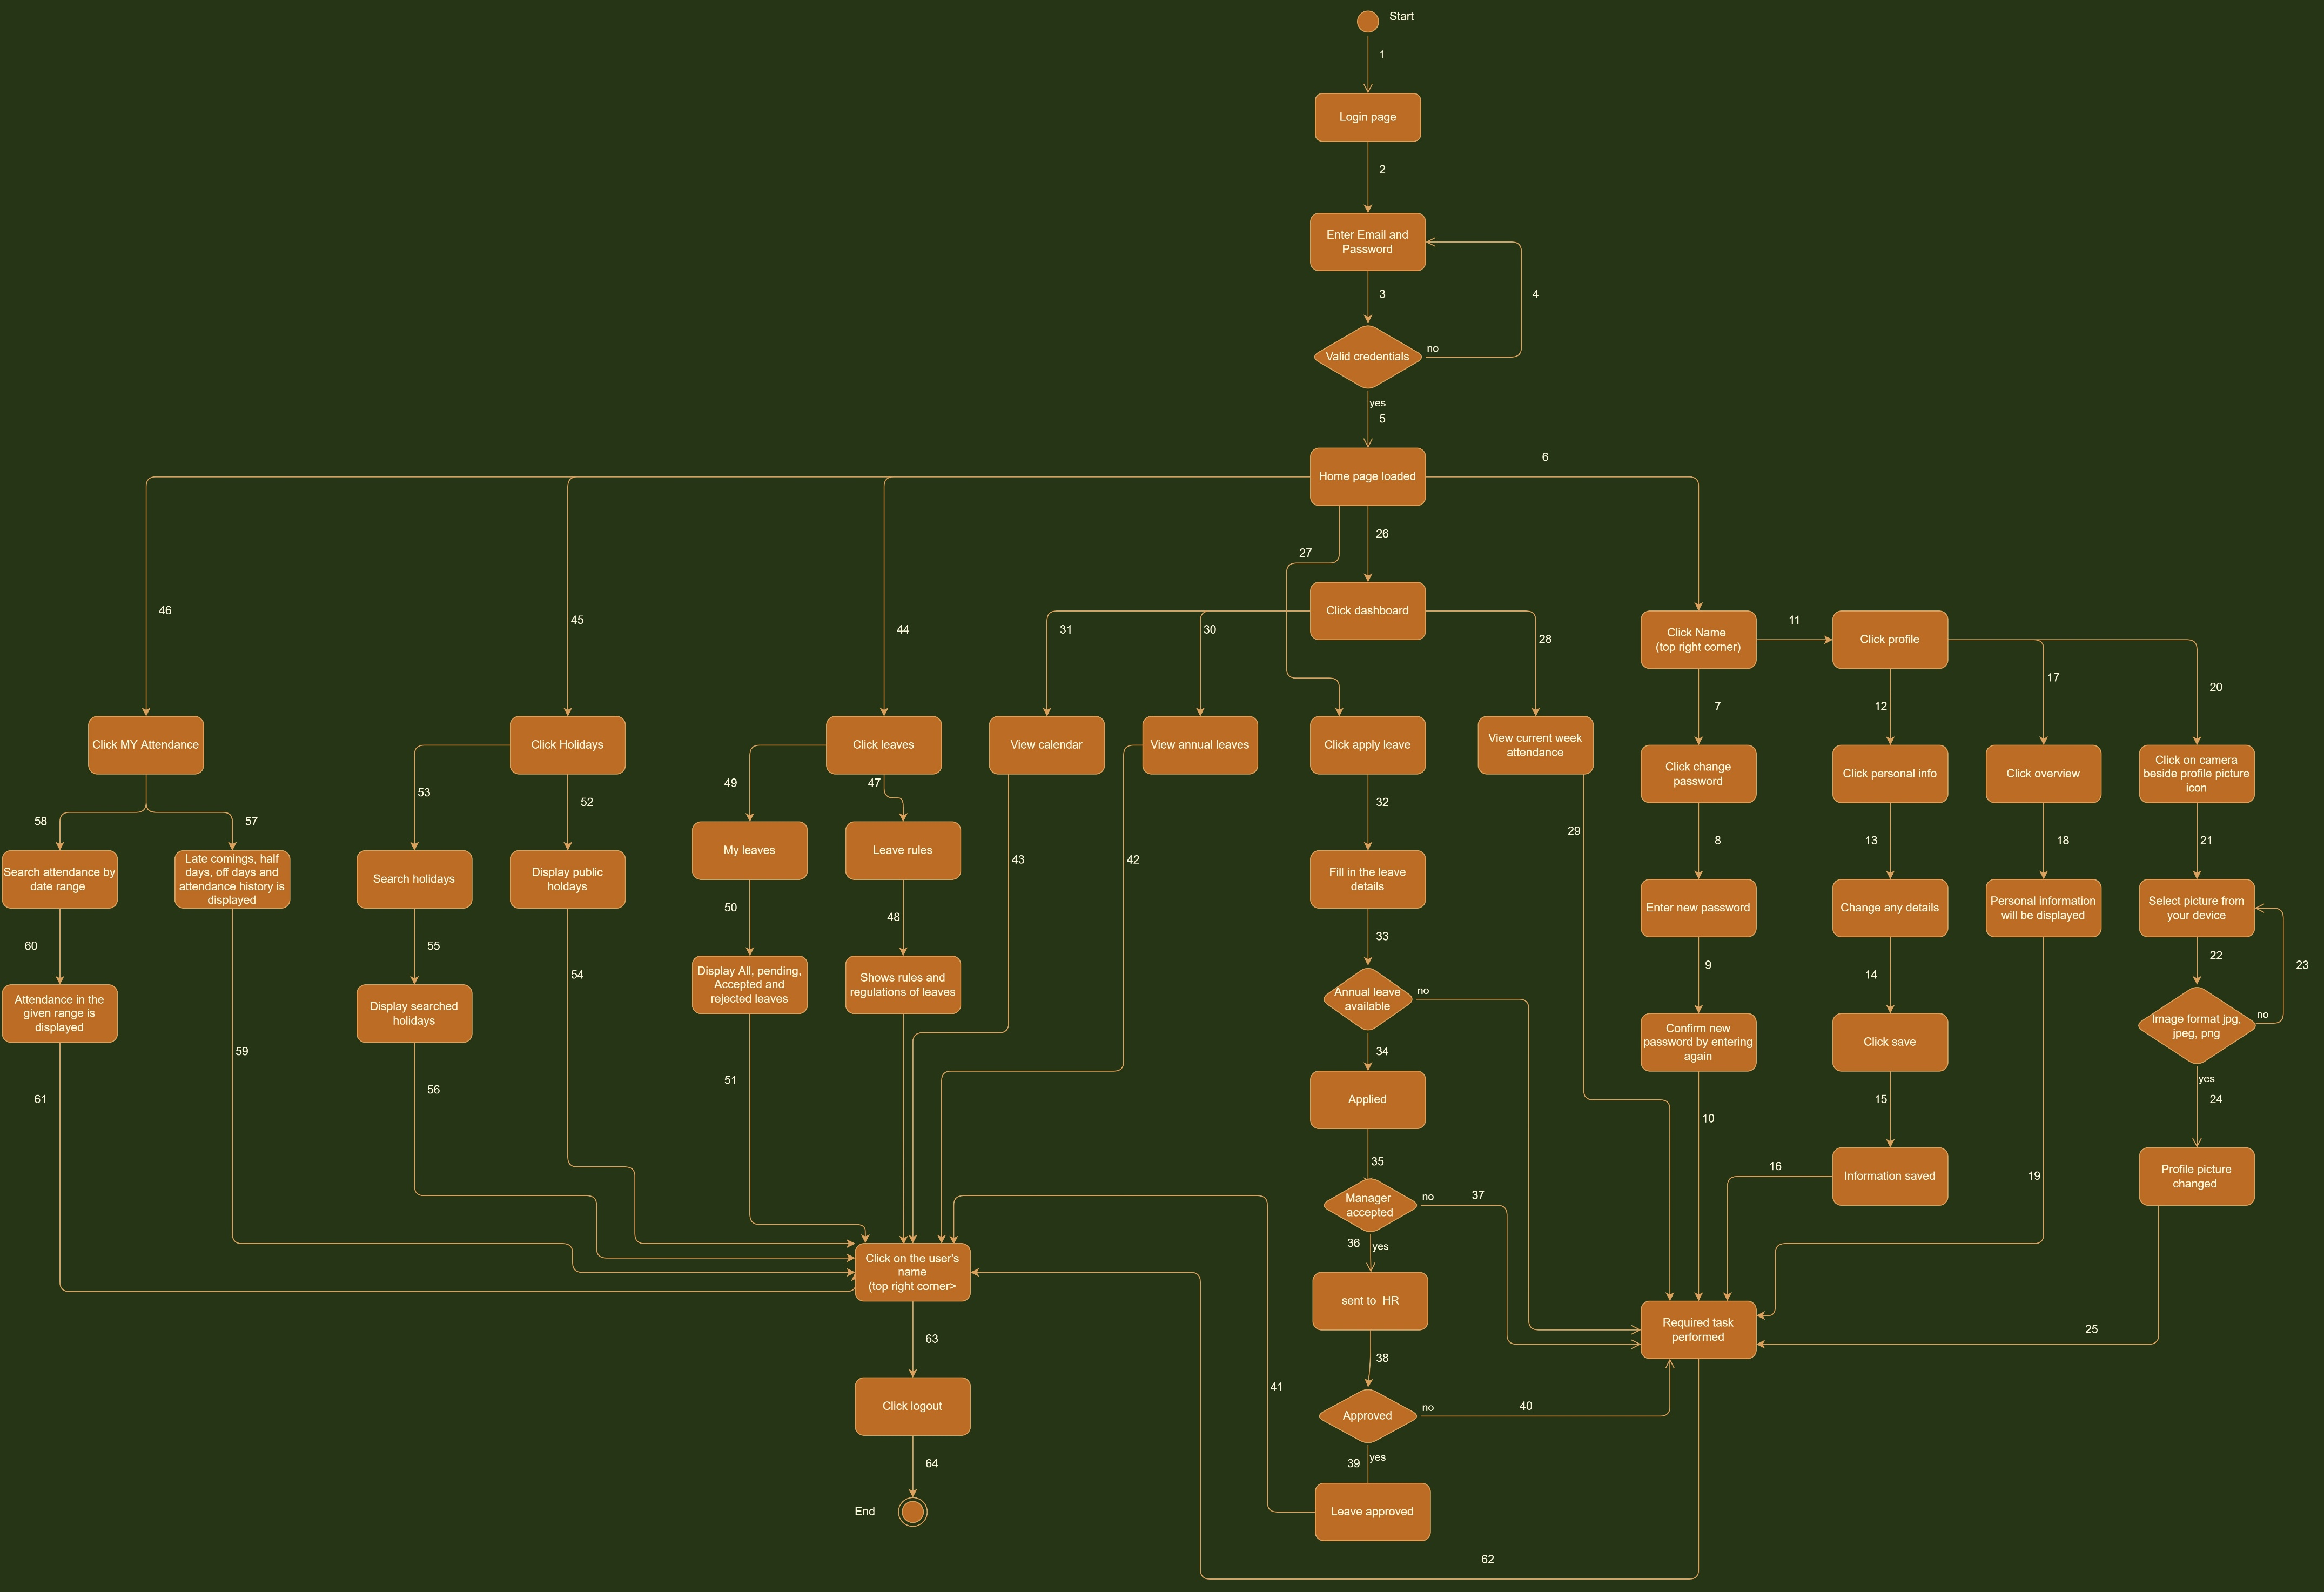 Start
1
Login page
2
Enter Email and
Password
3
4
Valid credentials
no
yes
5
Home page loaded
6
26
27
Click dashboard
46
45
44
31
30
28
Click Name
(top right corner)
11
Click profile
17
20
7
12
Click MY Attendance
Click Holidays
Click leaves
View calendar
View annual leaves
Click apply leave
View current week
attendance
Click change
password
Click personal info
Click overview
Click on camera
beside profile picture
icon
58
57
53
52
49
47
32
29
8
13
18
21
43
42
Search attendance by
date range
Late comings, half
days, off days and
attendance history is
displayed
Search holidays
Display public
holdays
My leaves
Leave rules
Fill in the leave
details
Enter new password
Change any details
Personal information
will be displayed
Select picture from
your device
60
55
54
50
48
33
9
14
22
23
Attendance in the
given range is
displayed
Display searched
holidays
Display All, pending,
Accepted and
rejected leaves
Shows rules and
regulations of leaves
Annual leave
available
no
Confirm new
password by entering
again
Click save
Image format jpg,
jpeg, png
no
yes
24
61
59
56
51
34
Applied
10
15
35
16
Information saved
19
Profile picture
changed
Manager
accepted
no
37
36
yes
Click on the user's
name
(top right corner>
sent to  HR
Required task
performed
25
63
38
41
Click logout
Approved
no
40
64
39
yes
End
Leave approved
62